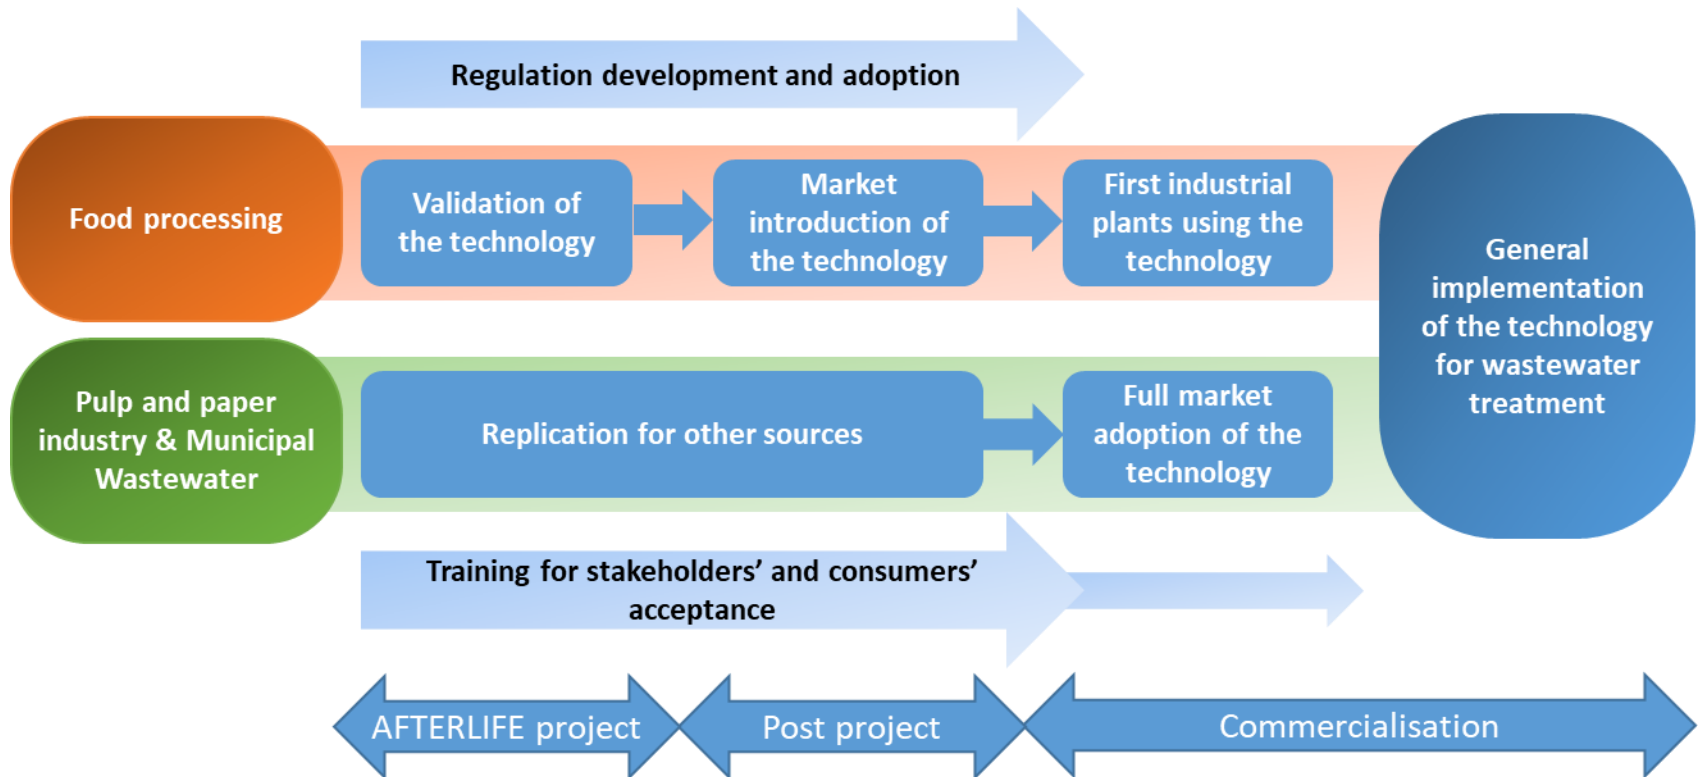 Regulation development and adoption
Food processing
Validation of
the technology
Market
introduction of
the technology
First industrial
plants using the
technology
General
implementation
of the technology
for wastewater
treatment
Pulp and paper
industry & Municipal
Wastewater
Replication for other sources
Full market
adoption of the
technology
Training for stakeholders’ and consumers’
acceptance
AFTERLIFE project
Post project
Commercialisation